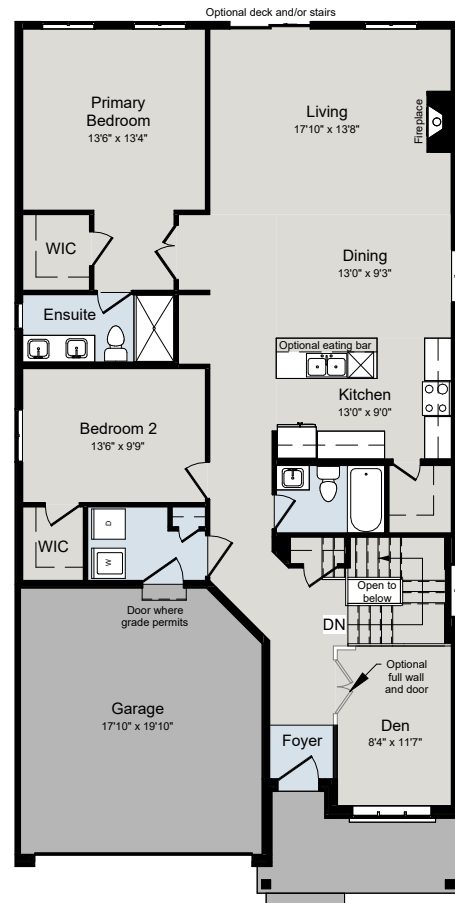 Optional deck and/or stairs
Primary
Bedroom
13'6" x 13'4"
Living
17'10" x 13'8"
Fireplace
WIC
Dining
13'0" x 9'3"
Ensuite
Optional eating bar
Kitchen
13'0" x 9'0"
Bedroom 2
13'6" x 9'9"
WIC
D
W
Door where
grade permits
Open to
below
DN
Optional
full wall
and door
Garage
17'10" x 19'10"
Foyer
Den
8'4" x 11'7"